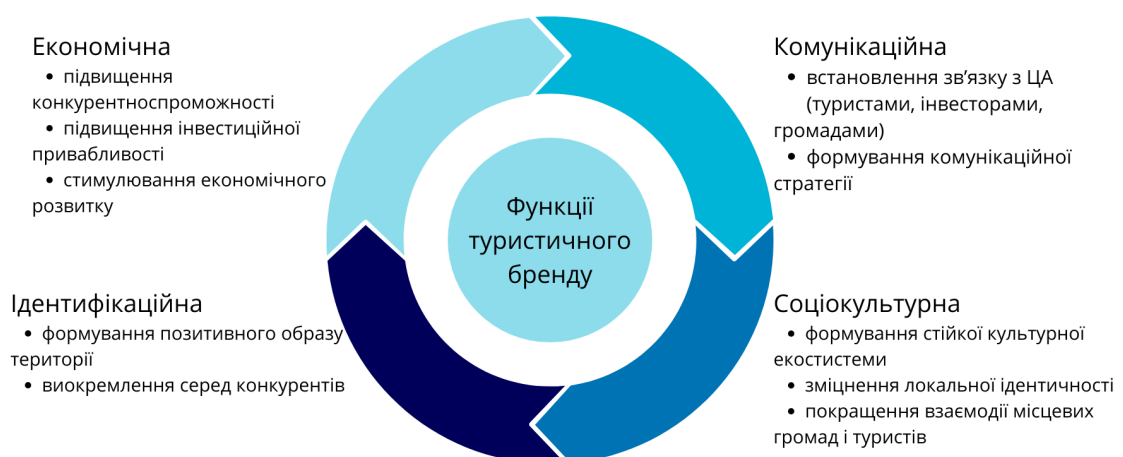 Економічна
• підвищення
конкурентноспроможності
• підвищення інвестиційної
привабливості
• стимулювання економічного
розвитку
Комунікаційна
• встановлення зв’язку з ЦА
(туристами, інвесторами,
громадами)
• формування комунікаційної
стратегії
Функції
туристичного
бренду
Ідентифікаційна
• формування позитивного образу
території
• виокремлення серед конкурентів
Соціокультурна
• формування стійкої культурної
екостистеми
• зміцнення локальної ідентичності
• покращення взаємодії місцевих
громад і туристів